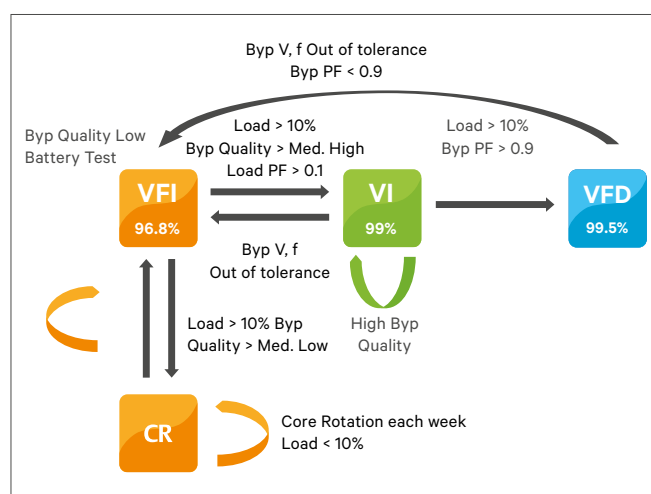 Byp V, f Out of tolerance
Byp PF < 0.9
Byp Quality Low
Battery Test
Load > 10%
Byp Quality > Med. High
Load PF > 0.1
Load > 10%
Byp PF > 0.9
VFI
96.8%
VI
99%
VFD
99.5%
Byp V, f
Out of tolerance
Load > 10% Byp
Quality > Med. Low
High Byp
Quality
CR
Core Rotation each week
Load < 10%